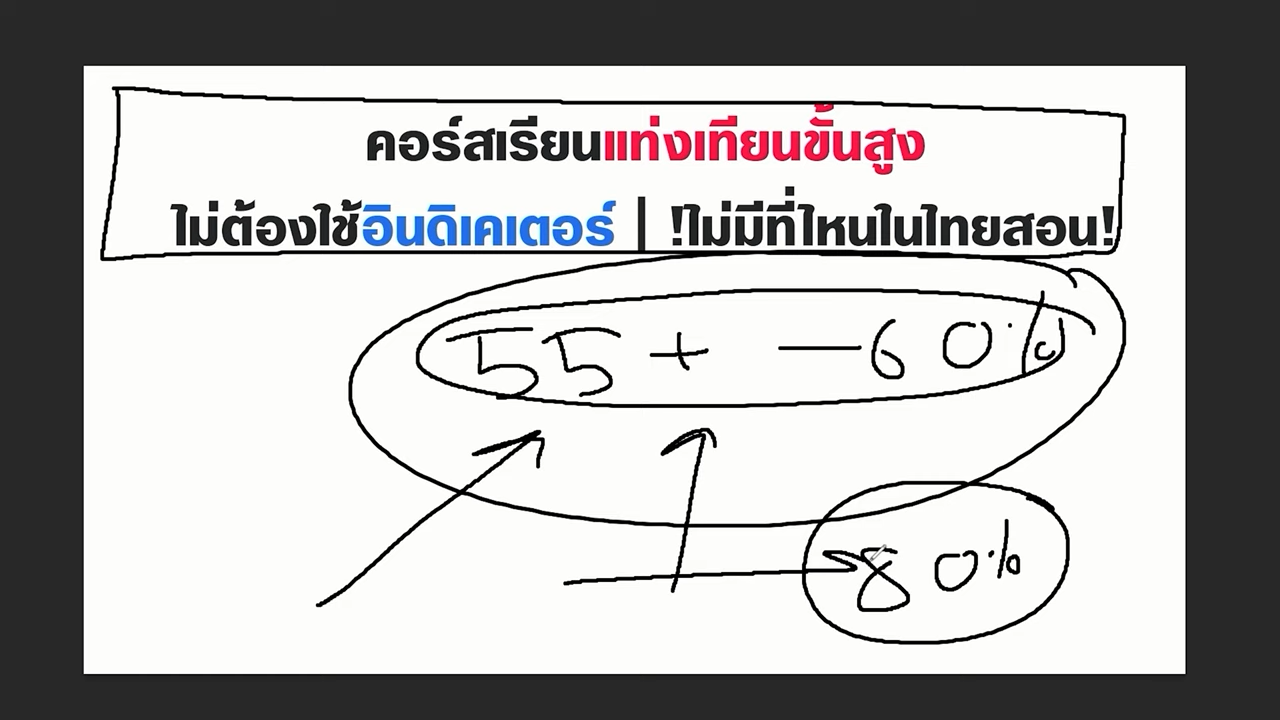 คอร์สเรียนแท่งเทียนขั้นสูง
ไม่ต้องใช้อินดิเคเตอร์ | !ไม่มีที่ไหนในไทยสอน!
55 + - 60%
80%